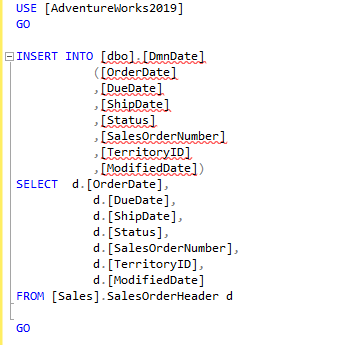 USE [AdventureWorks2019]
GO
INSERT INTO [dbo].[DmnDate]
([OrderDate]
,[DueDate]
,[ShipDate]
,[Status]
,[SalesOrderNumber]
,[TerritoryID]
,[ModifiedDate])
SELECT d.[OrderDate],
d.[DueDate],
d.[ShipDate],
d.[Status],
d.[SalesOrderNumber],
d.[TerritoryID],
d.[ModifiedDate]
FROM [Sales].SalesOrderHeader d
GO